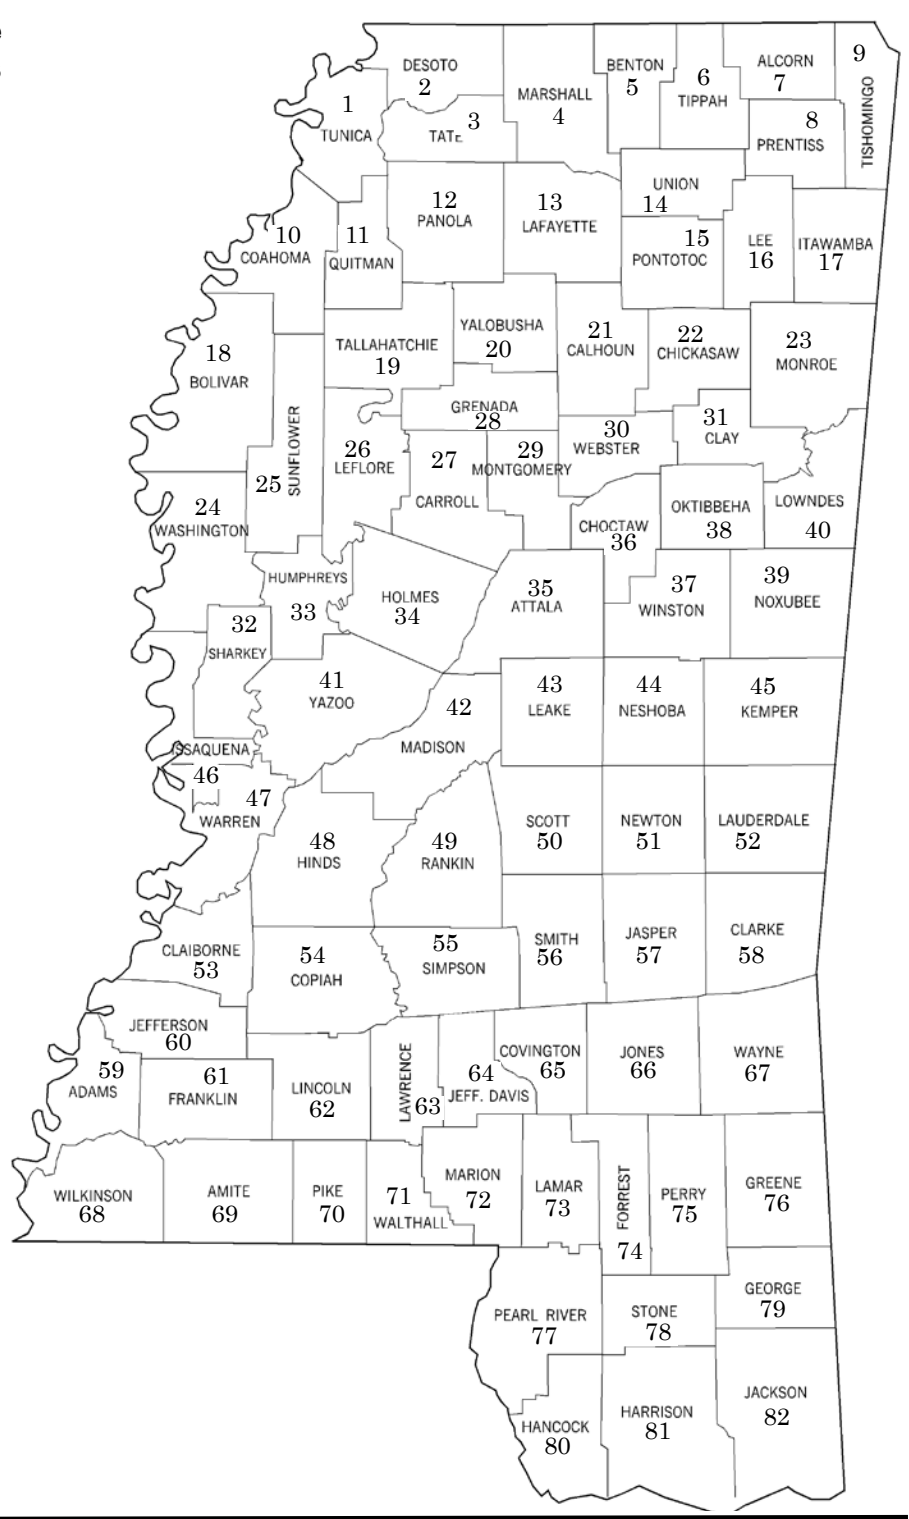 DESOTO
2
BENTON
5
6
TIPPAH
ALCORN
7
9
TISHOMINGO
1
TUNICA
3
TATE
MARSHALL
4
8
PRENTISS
12
PANOLA
13
LAFAYETTE
UNION
14
10
COAHOMA
11
QUITMAN
15
PONTOTOC
LEE
16
ITAWAMBA
17
18
BOLIVAR
TALLAHATCHIE
19
YALOBUSHA
20
21
CALHOUN
22
CHICKASAW
23
MONROE
SUNFLOWER
25
26
LEFLORE
GRENADA
28
27
CARROLL
29
MONTGOMERY
30
WEBSTER
31
CLAY
24
WASHINGTON
CHOCTAW
36
OKTIBBEHA
38
LOWNDES
40
HUMPHREYS
33
HOLMES
34
35
ATTALA
37
WINSTON
39
NOXUBEE
32
SHARKEY
41
YAZOO
42
MADISON
43
LEAKE
44
NESHOBA
45
KEMPER
ISSAQUENA
46
47
WARREN
48
HINDS
49
RANKIN
SCOTT
50
NEWTON
51
LAUDERDALE
52
CLAIBORNE
53
54
COPIAH
55
SIMPSON
SMITH
56
JASPER
57
CLARKE
58
JEFFERSON
60
59
ADAMS
61
FRANKLIN
LINCOLN
62
LAWRENCE
63
64
JEFF. DAVIS
COVINGTON
65
JONES
66
WAYNE
67
WILKINSON
68
AMITE
69
PIKE
70
71
WALTHALL
MARION
72
LAMAR
73
FORREST
74
PERRY
75
GREENE
76
PEARL RIVER
77
STONE
78
GEORGE
79
HANCOCK
80
HARRISON
81
JACKSON
82